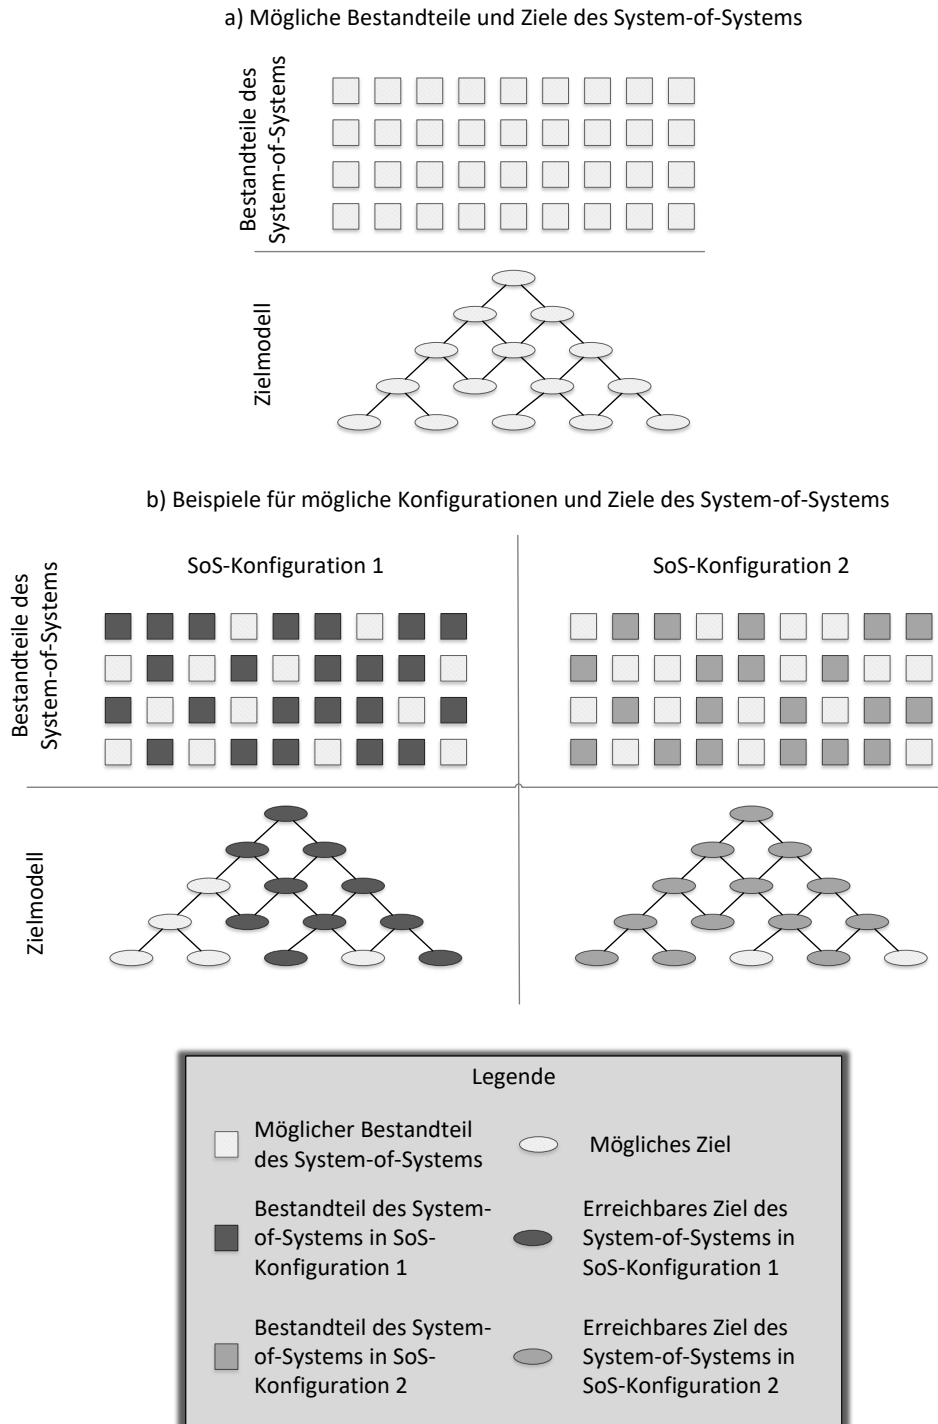 a) Mögliche Bestandteile und Ziele des System-of-Systems
Bestandteile des
System-of-Systems
Zielmodell
b) Beispiele für mögliche Konfigurationen und Ziele des System-of-Systems
SoS-Konfiguration 1
SoS-Konfiguration 2
Bestandteile des
System-of-Systems
Zielmodell
Legende
Möglicher Bestandteil
des System-of-Systems
Mögliches Ziel
Bestandteil des System-
of-Systems in SoS-
Konfiguration 1
Erreichbares Ziel des
System-of-Systems in
SoS-Konfiguration 1
Bestandteil des System-
of-Systems in SoS-
Konfiguration 2
Erreichbares Ziel des
System-of-Systems in
SoS-Konfiguration 2